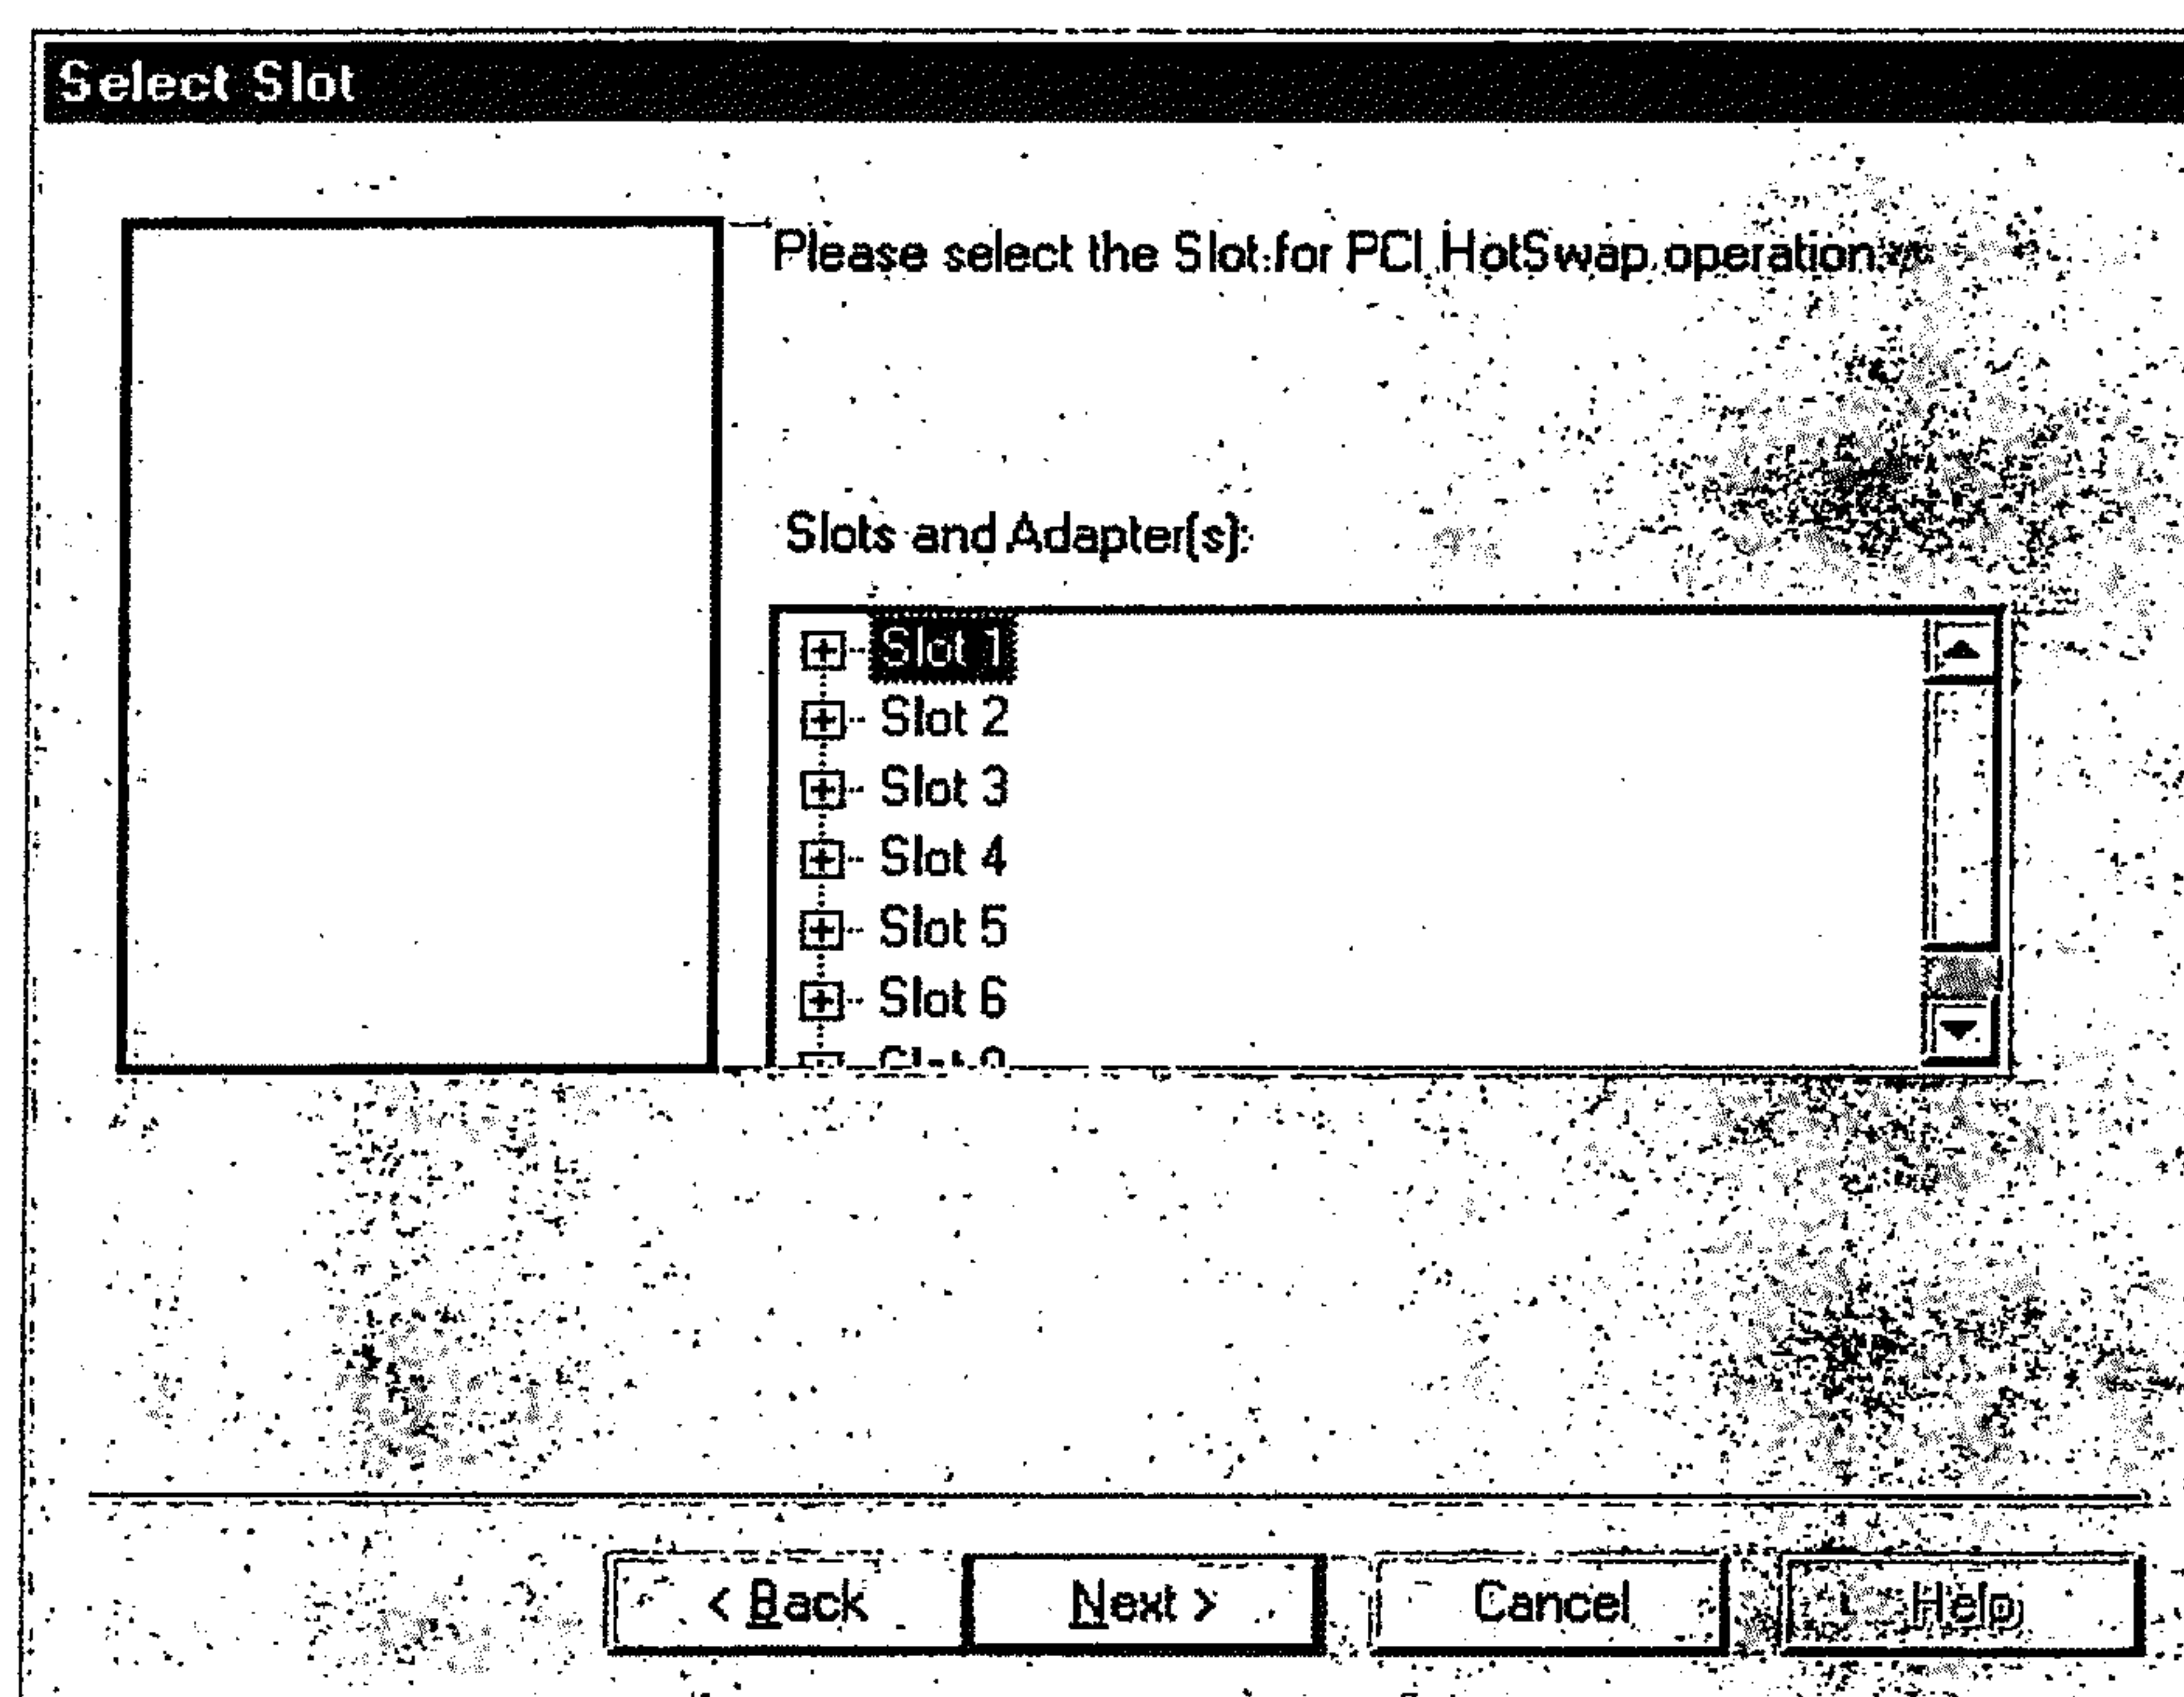 Select Slot
Please select the Slot for PCI HotSwap operation.
Slots and Adapter(s):
Slot 1
Slot 2
Slot 3
Slot 4
Slot 5
Slot 6
< Back
Next >
Cancel
Help